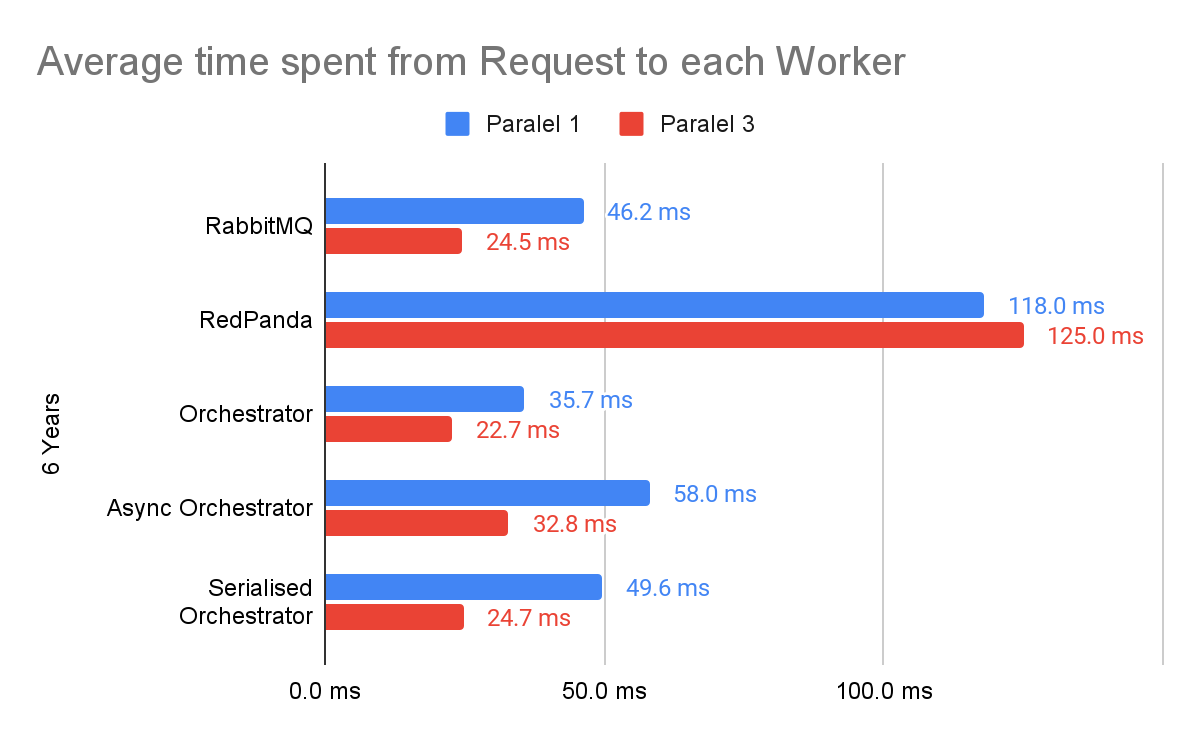 Average time spent from Request to each Worker
Paralel 1
Paralel 3
6 Years
RabbitMQ
46.2 ms
24.5 ms
RedPanda
118.0 ms
125.0 ms
Orchestrator
35.7 ms
22.7 ms
Async Orchestrator
58.0 ms
32.8 ms
Serialised
Orchestrator
49.6 ms
24.7 ms
0.0 ms
50.0 ms
100.0 ms